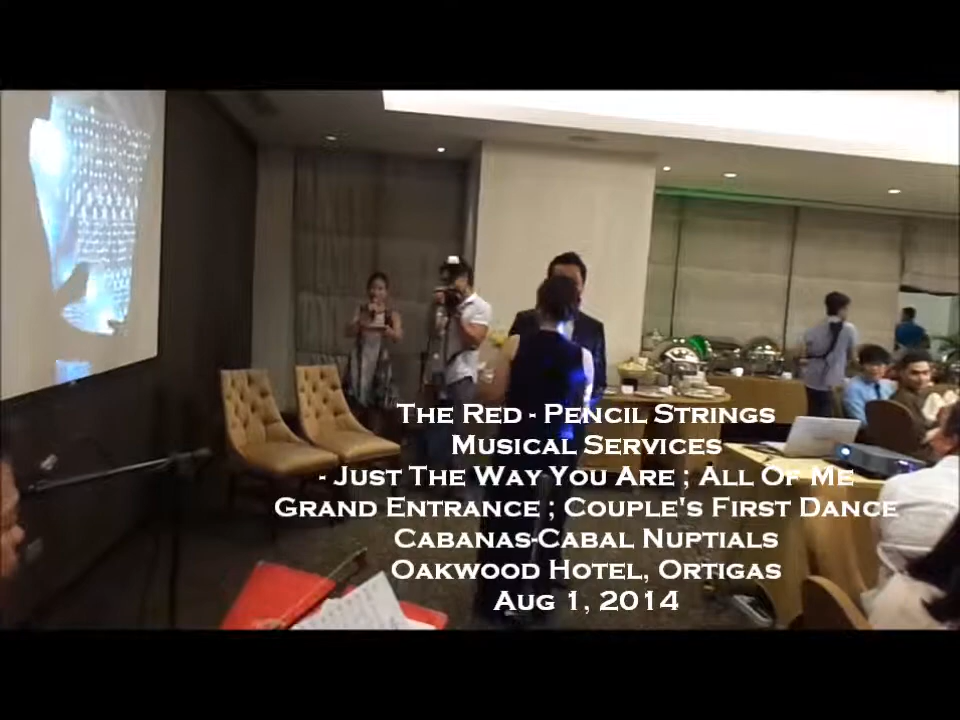 The Red - Pencil Strings
Musical Services
- Just The Way You Are ; All Of Me
Grand Entrance ; Couple's First Dance
Cabanas-Cabal Nuptials
Oakwood Hotel, Ortigas
Aug 1, 2014